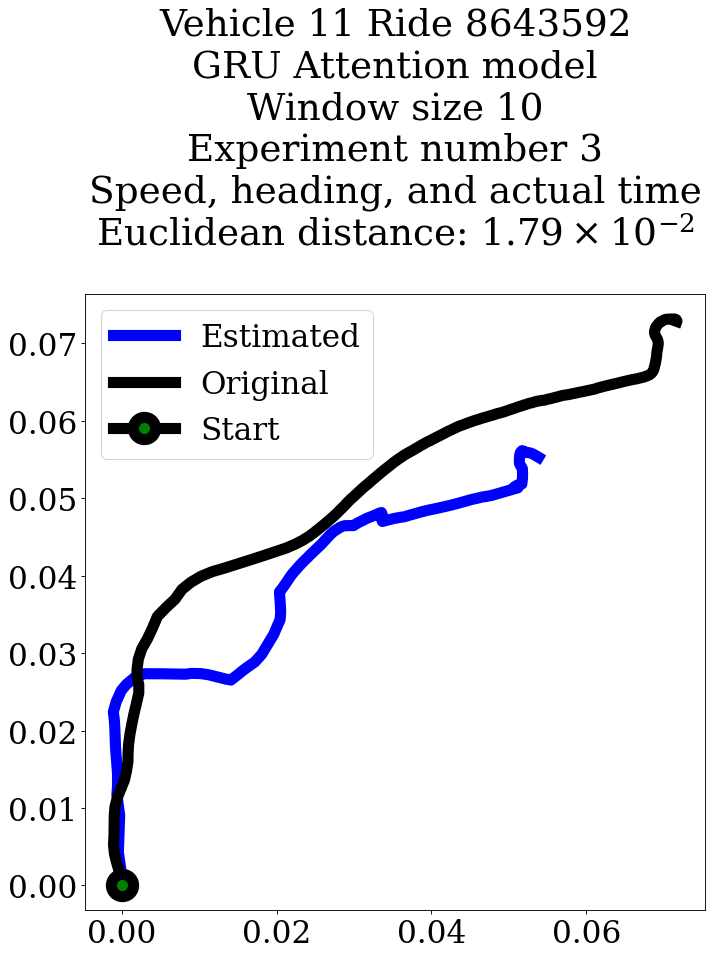 Vehicle 11 Ride 8643592
GRU Attention model
Window size 10
Experiment number 3
Speed, heading, and actual time
Euclidean distance: 1.79 × 10⁻²
Estimated
Original
Start
0.07
0.06
0.05
0.04
0.03
0.02
0.01
0.00
0.00 0.02 0.04 0.06